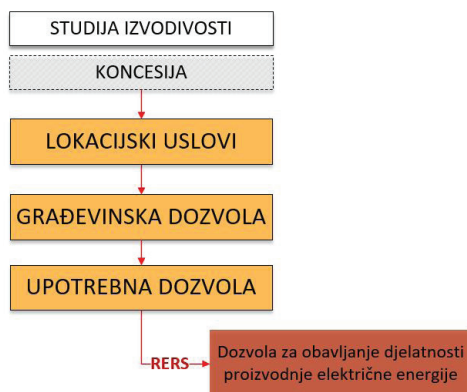 STUDIJA IZVODIVOSTI
KONCESIJA
LOKACIJSKI USLOVI
GRAĐEVINSKA DOZVOLA
UPOTREBNA DOZVOLA
RERS
Dozvola za obavljanje djelatnosti
proizvodnje električne energije